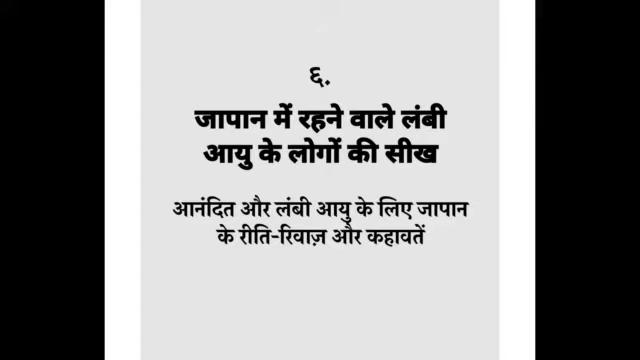 ६.
जापान में रहने वाले लंबी
आयु के लोगों की सीख
आनंदित और लंबी आयु के लिए जापान
के रीति-रिवाज़ और कहावतें